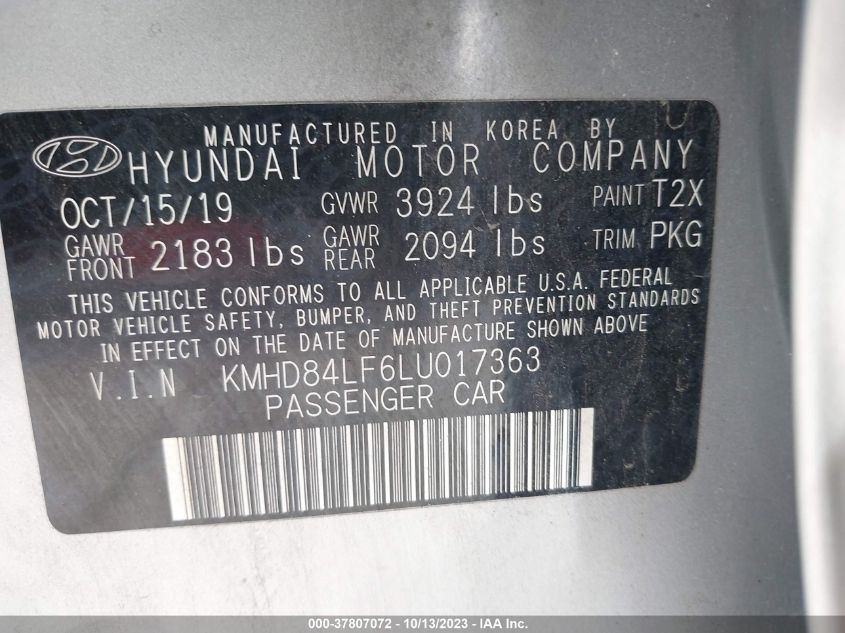 MANUFACTURED IN KOREA BY
HYUNDAI MOTOR COMPANY
OCT/15/19 GVWR 3924 lbs PAINT T2X
GAWR FRONT 2183 lbs GAWR REAR 2094 lbs TRIM PKG
THIS VEHICLE CONFORMS TO ALL APPLICABLE U.S.A. FEDERAL
MOTOR VEHICLE SAFETY, BUMPER, AND THEFT PREVENTION STANDARDS
IN EFFECT ON THE DATE OF MANUFACTURE SHOWN ABOVE
V.I.N KMHD84LF6LU017363
PASSENGER CAR
000-37807072 - 10/13/2023 - IAA Inc.